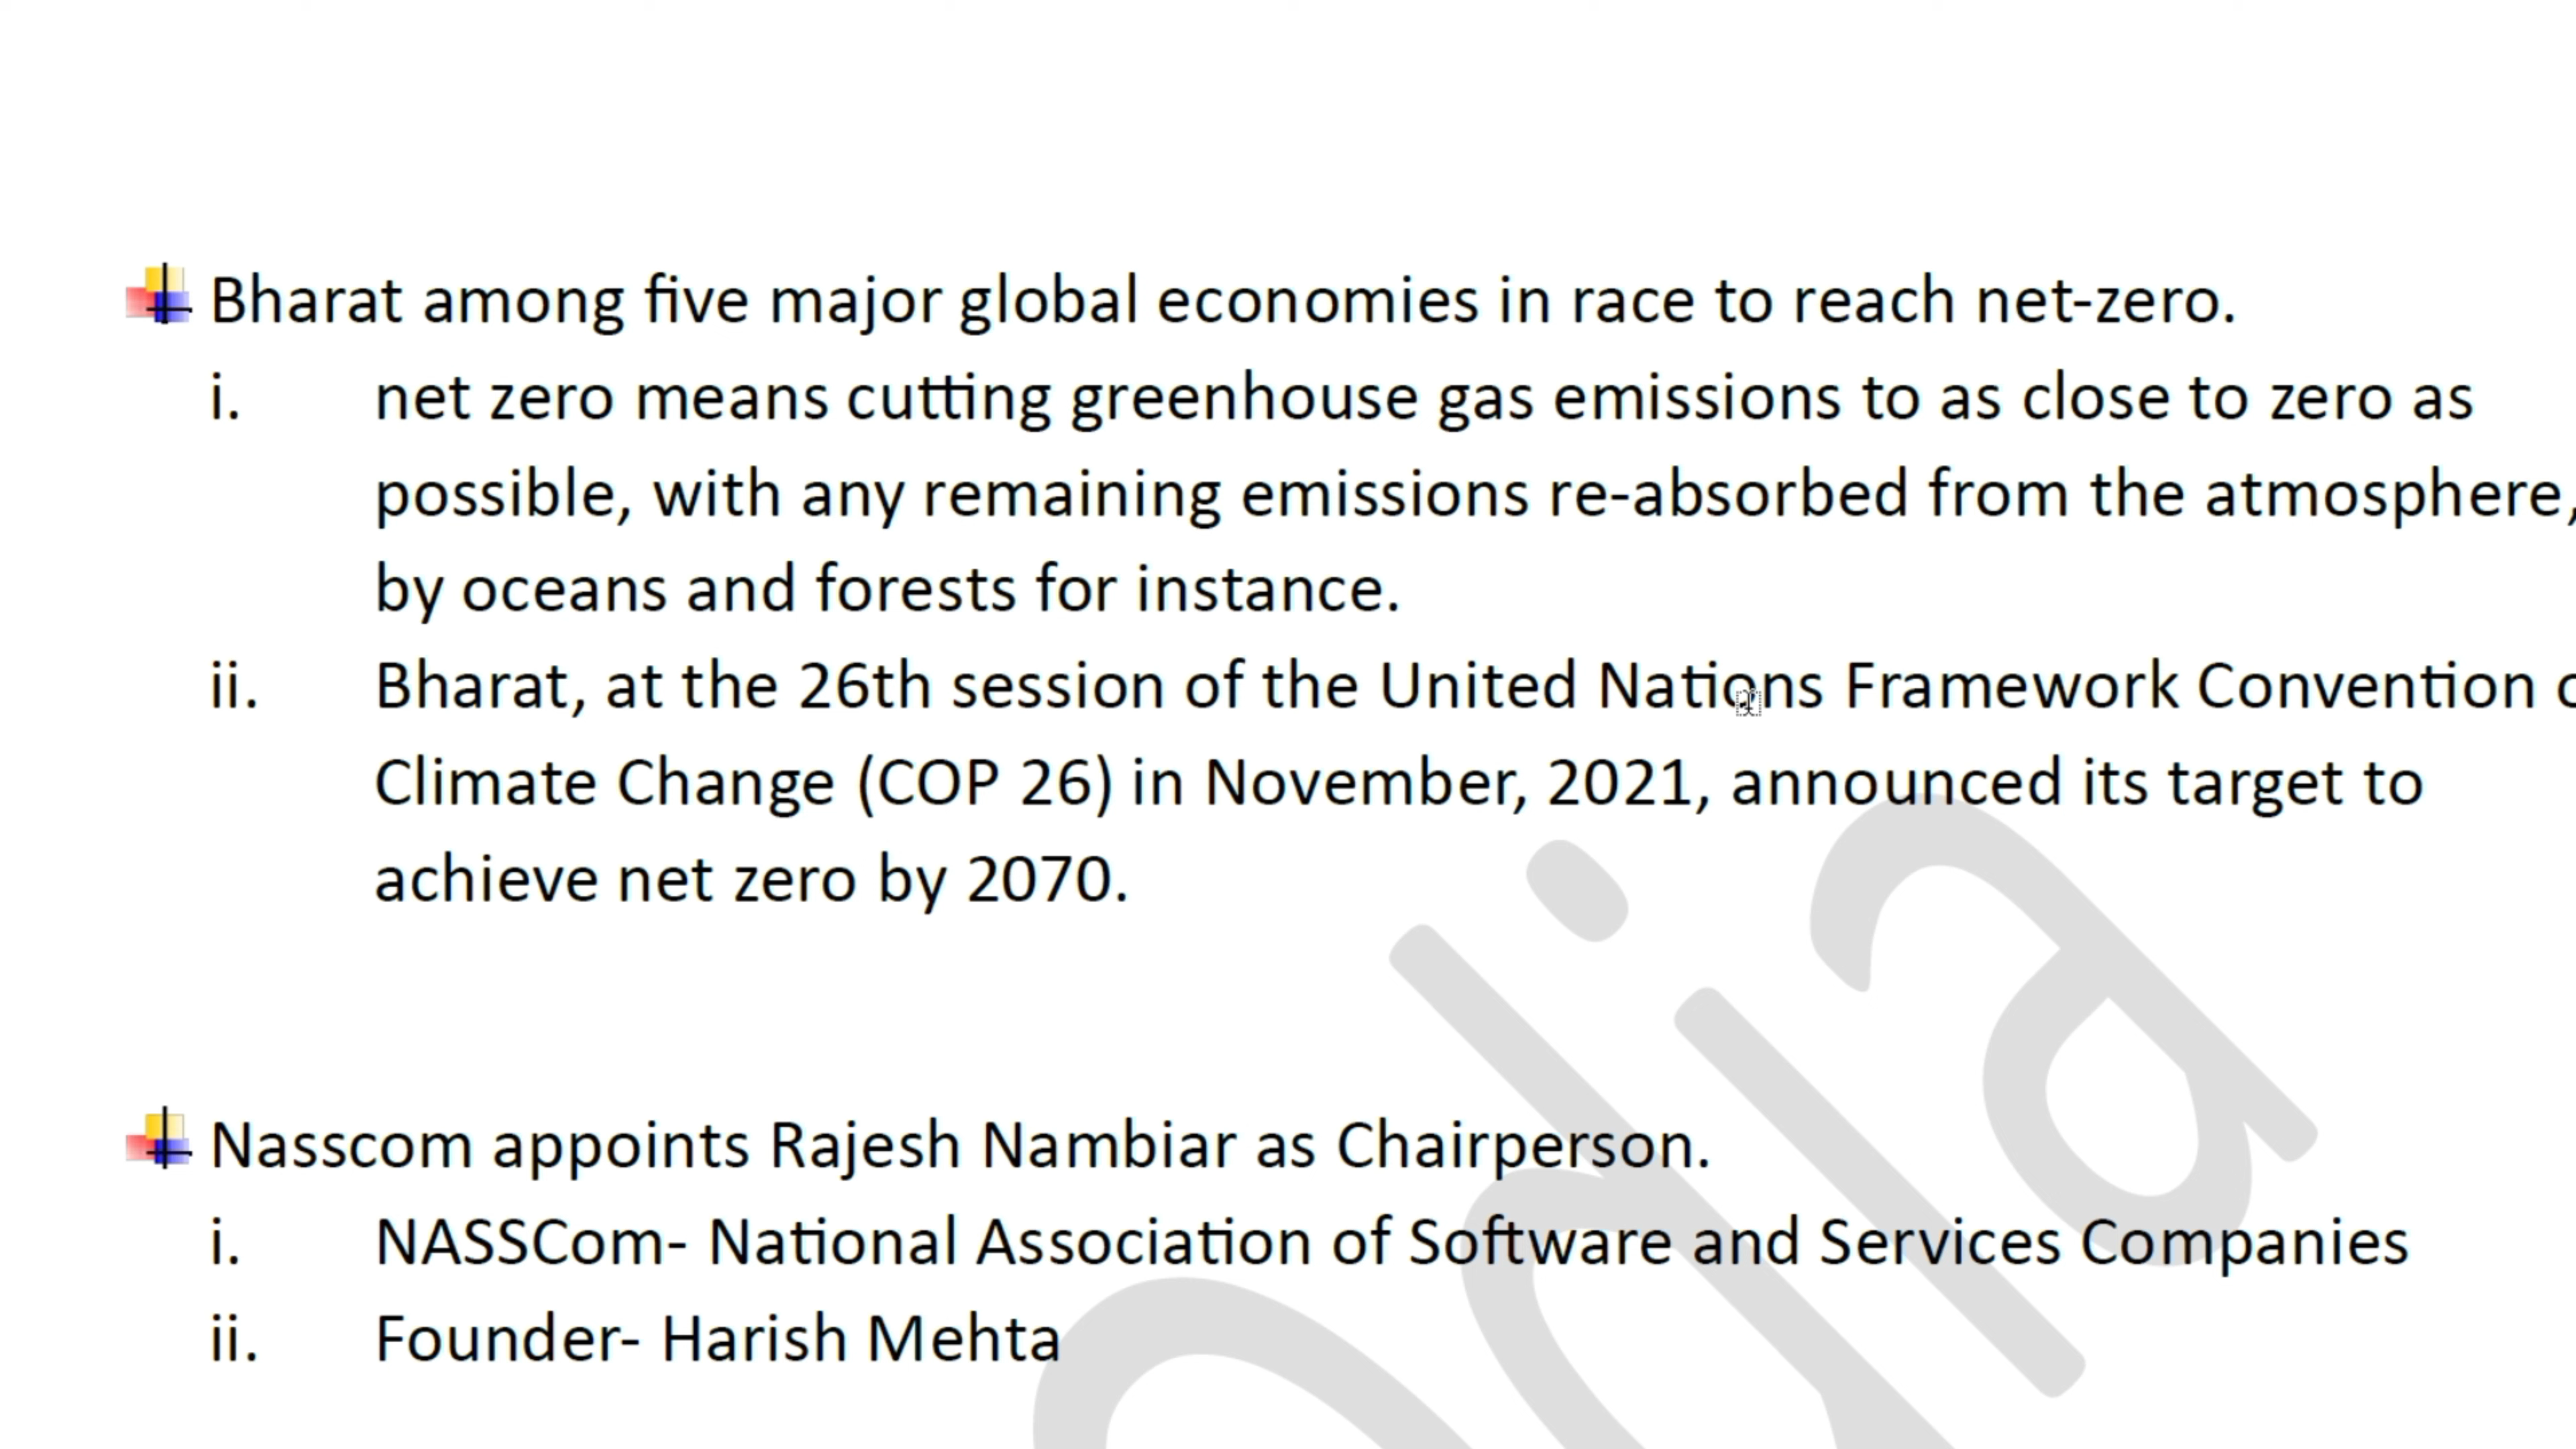 Bharat among five major global economies in race to reach net-zero.
i. net zero means cutting greenhouse gas emissions to as close to zero as
possible, with any remaining emissions re-absorbed from the atmosphere,
by oceans and forests for instance.
ii. Bharat, at the 26th session of the United Nations Framework Convention
Climate Change (COP 26) in November, 2021, announced its target to
achieve net zero by 2070.
Nasscom appoints Rajesh Nambiar as Chairperson.
i. NASSCom- National Association of Software and Services Companies
ii. Founder- Harish Mehta